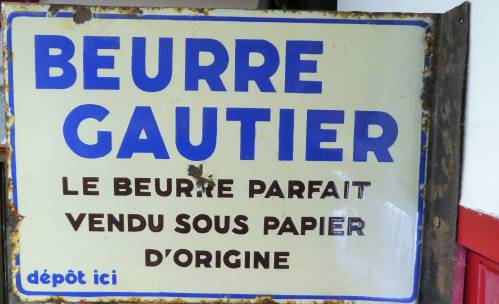 BEURRE
GAUTIER
LE BEURRE PARFAIT
VENDU SOUS PAPIER
D'ORIGINE
dépôt ici